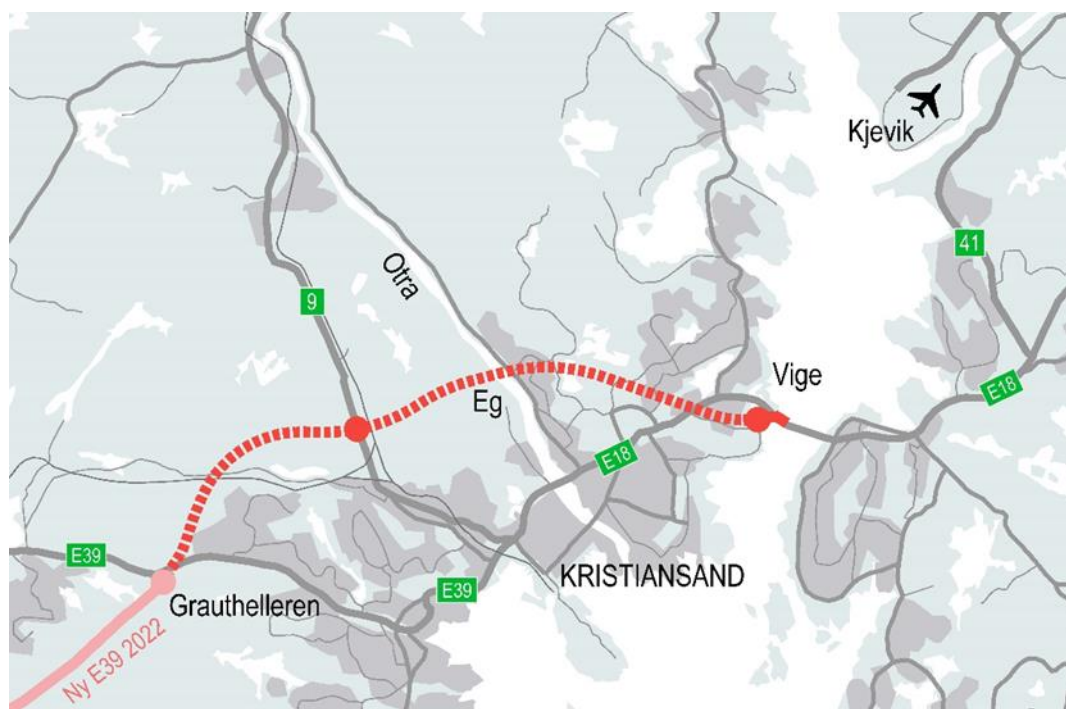 Kjevik
41
Otra
9
Vige
Eg
E18
E18
E39
E39
KRISTIANSAND
Grauthelleren
Ny E39 2022